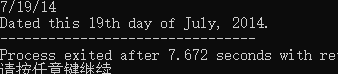 7/19/14
Dated this 19th day of July, 2014.
--------------------------------
Process exited after 7.672 seconds with
请按任意键继续